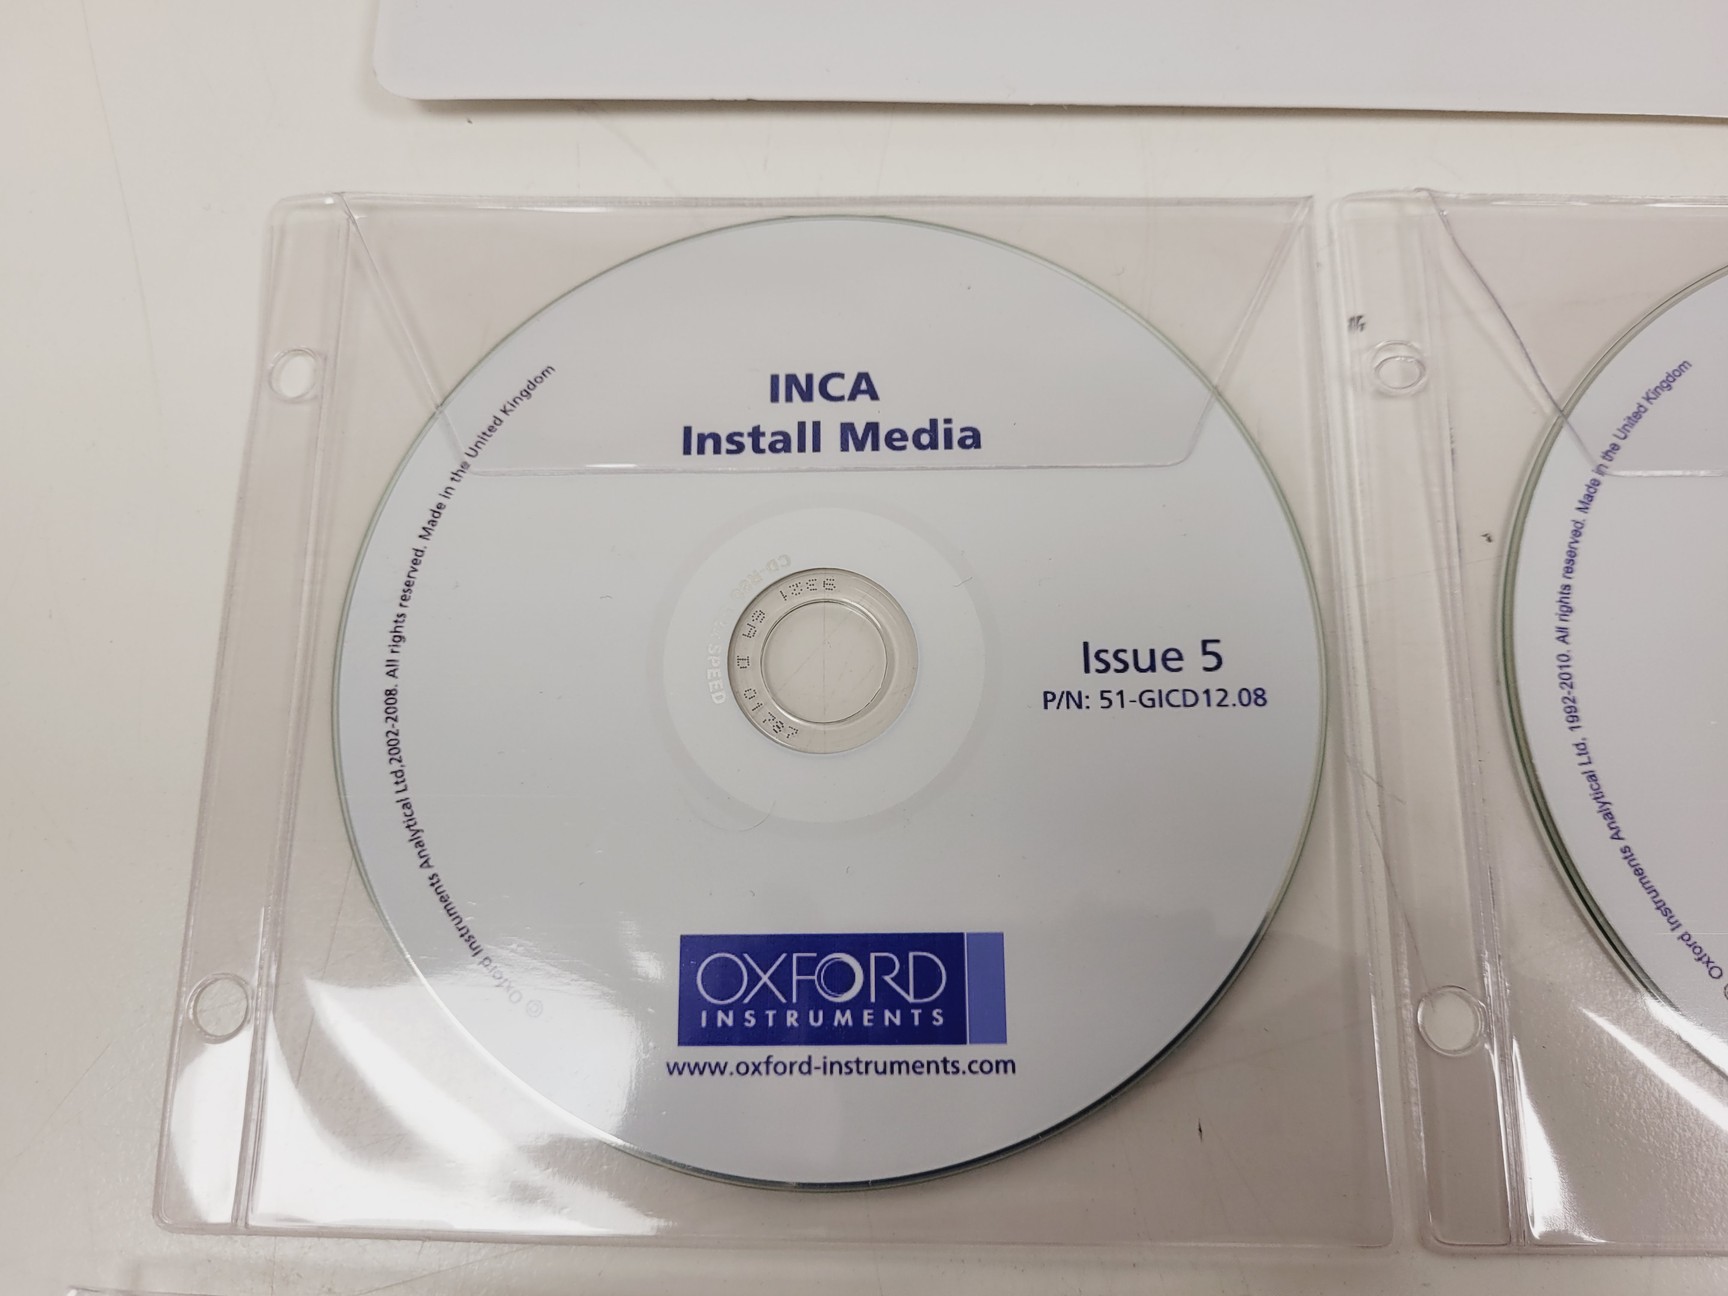 INCA
Install Media
Issue 5
P/N: 51-GICD12.08
© Oxford Instruments Analytical Ltd,2002-2008. All rights reserved. Made in the United Kingdom
OXFORD
INSTRUMENTS
www.oxford-instruments.com
Oxford Instruments Analytical Ltd, 1992-2010. All rights reserved. Made in the United Kingdom